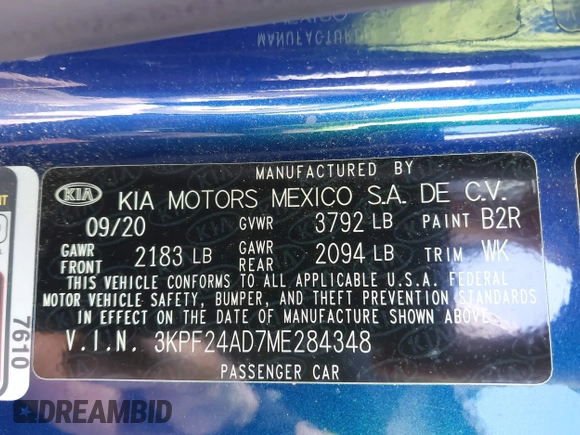 MANUFACTURED BY
KIA KIA MOTORS MEXICO S.A. DE C.V.
09/20 GVWR 3792 LB PAINT B2R
GAWR FRONT 2183 LB GAWR REAR 2094 LB TRIM WK
THIS VEHICLE CONFORMS TO ALL APPLICABLE U.S.A. FEDERAL
MOTOR VEHICLE SAFETY, BUMPER, AND THEFT PREVENTION STANDARDS
IN EFFECT ON THE DATE OF MANUFACTURE SHOWN ABOVE.
V.I.N. 3KPF24AD7ME284348
PASSENGER CAR
7610
DREAMBID